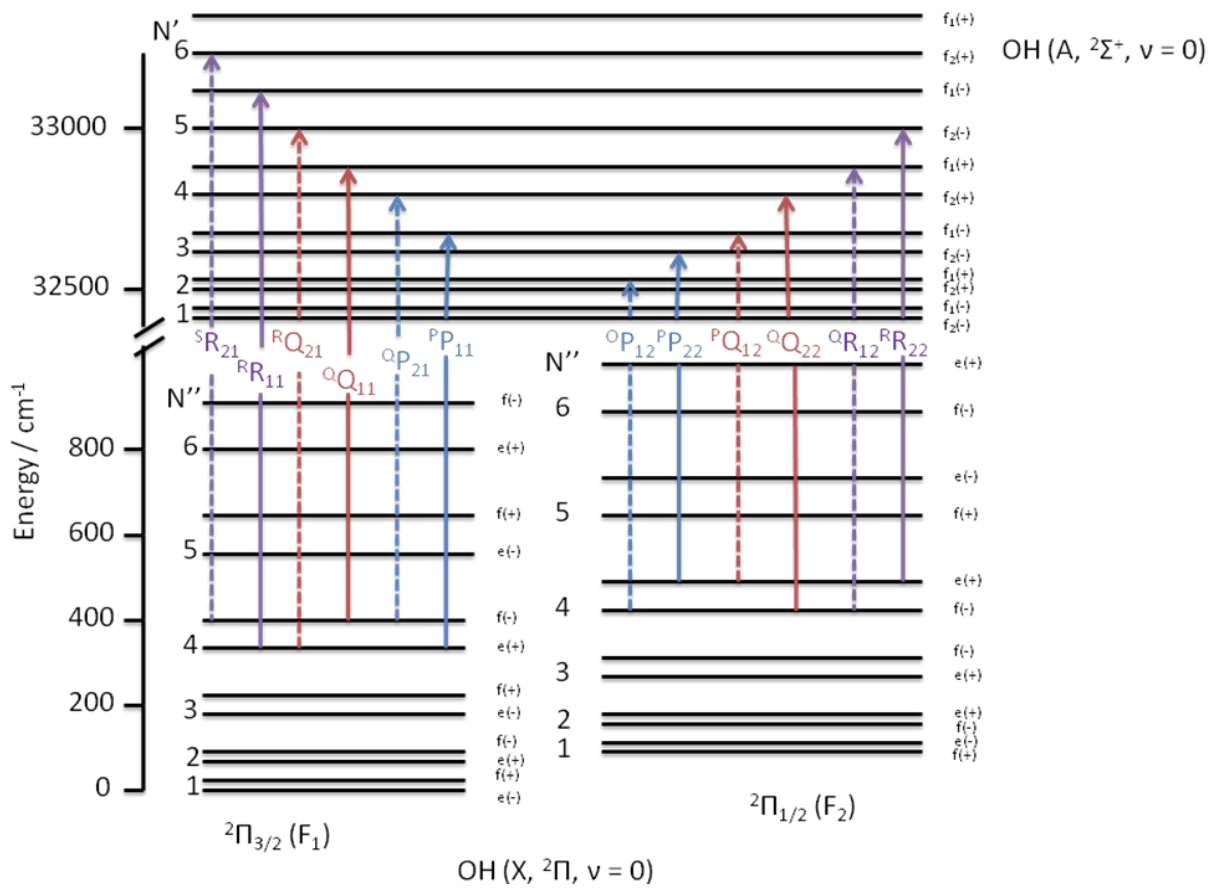 N’
f₁(+)
6
f₂(+)
OH (A, ²Σ⁺, ν = 0)
f₁(-)
33000
5
f₂(-)
f₁(+)
4
f₂(+)
f₁(-)
3
f₂(-)
f₁(+)
32500
2
f₂(+)
f₁(-)
1
f₂(-)
ˢR₂₁
ᴿR₁₁
ᴿQ₂₁
QQ₁₁
QP₂₁
ᴾP₁₁
ᴼP₁₂
ᴾP₂₂
ᴾQ₁₂
QQ₂₂
QR₁₂
ᴿR₂₂
Energy / cm⁻¹
800
600
400
200
0
N’’
f(-)
6
e(+)
f(+)
5
e(-)
f(-)
4
e(+)
f(+)
3
e(-)
f(-)
2
e(+)
f(+)
1
e(-)
²Π₃/₂ (F₁)
N’’
e(+)
6
f(-)
e(-)
5
f(+)
e(+)
4
f(-)
f(-)
3
e(+)
e(+)
2
f(-)
e(-)
1
f(+)
²Π₁/₂ (F₂)
OH (X, ²Π, ν = 0)